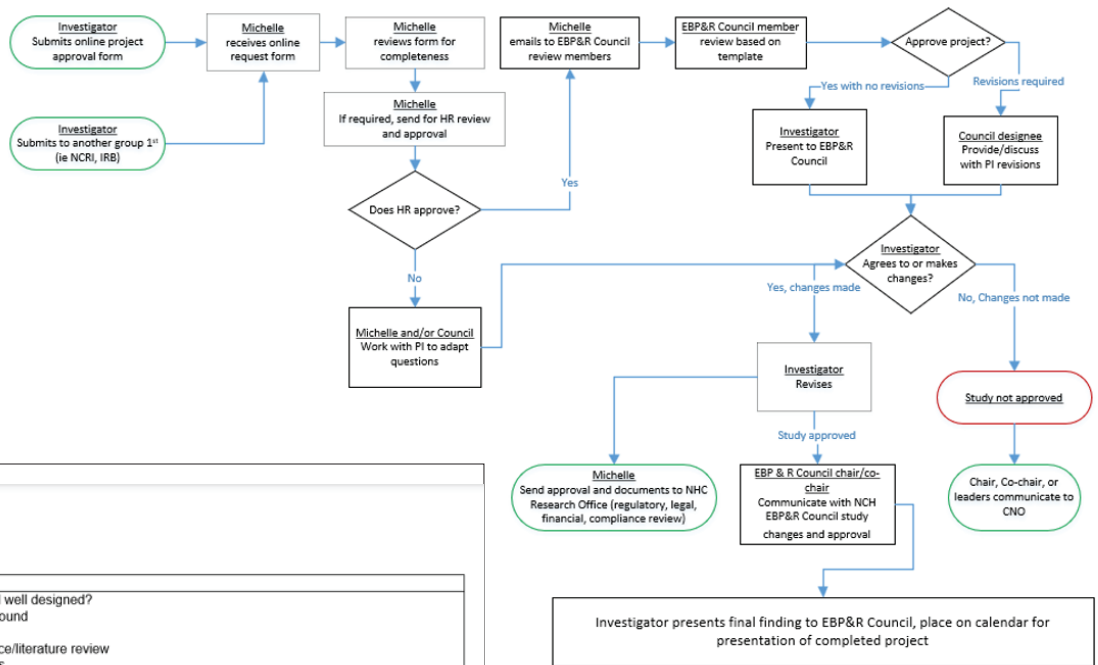 Investigator
Submits online project
approval form
Michelle
receives online
request form
Michelle
reviews form for
completeness
Michelle
emails to EBP&R Council
review members
EBP&R Council member
review based on
template
Approve project?
Yes with no revisions
Revisions required
Investigator
Submits to another group 1st
(ie NCRI, IRB)
Michelle
If required, send for HR review
and approval
Investigator
Present to EBP&R
Council
Council designee
Provide/discuss
with PI revisions
Does HR approve?
Yes
No
Michelle and/or Council
Work with PI to adapt
questions
Investigator
Agrees to or makes
changes?
Yes, changes made
No, Changes not made
Investigator
Revises
Study not approved
Study approved
Michelle
Send approval and documents to NHC
Research Office (regulatory, legal,
financial, compliance review)
EBP & R Council chair/co-
chair
Communicate with NCH
EBP&R Council study
changes and approval
Chair, Co-chair, or
leaders communicate to
CNO
Investigator presents final finding to EBP&R Council, place on calendar for
presentation of completed project
well designed?
ound
ce/literature review